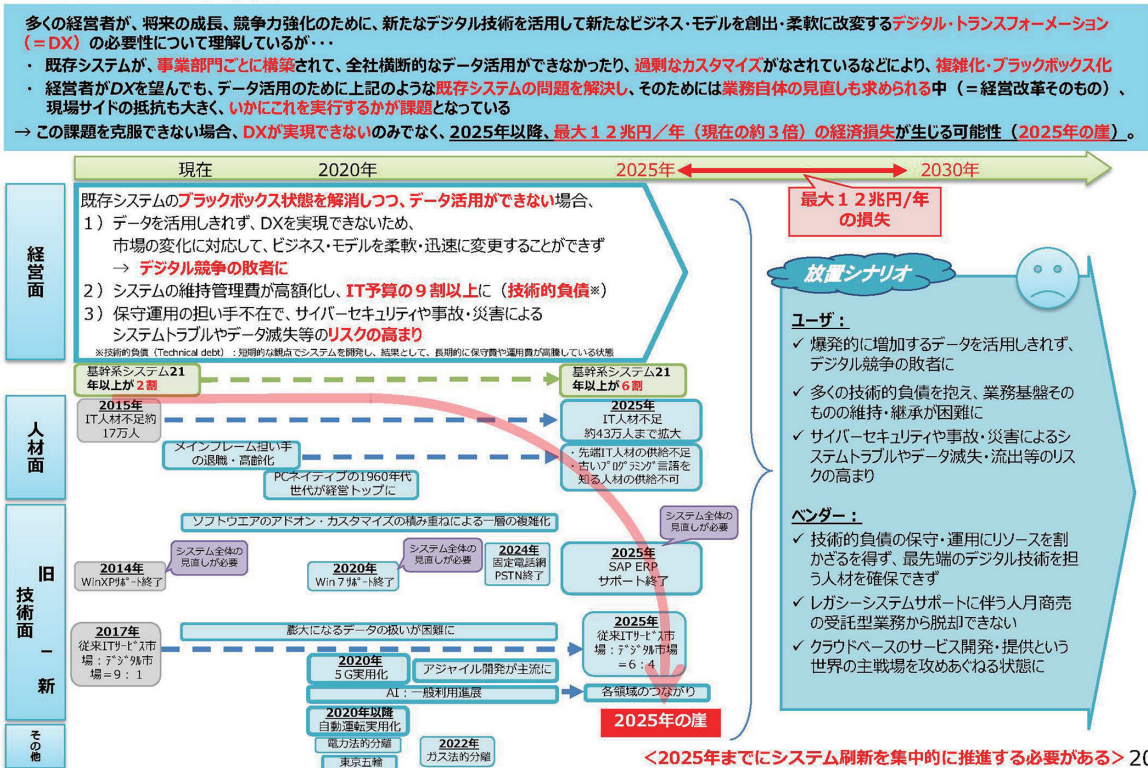 多くの経営者が、将来の成長、競争力強化のために、新たなデジタル技術を活用して新たなビジネス・モデルを創出・柔軟に改変するデジタル・トランスフォーメーション
（＝DX）の必要性について理解しているが・・・
・ 既存システムが、事業部門ごとに構築されて、全社横断的なデータ活用ができなかったり、過剰なカスタマイズがなされているなどにより、複雑化・ブラックボックス化
・ 経営者がDXを望んでも、データ活用のために上記のような既存システムの問題を解決し、そのためには業務自体の見直しも求められる中（＝経営改革そのもの）、
現場サイドの抵抗も大きく、いかにこれを実行するかが課題となっている
→ この課題を克服できない場合、DXが実現できないのみでなく、2025年以降、最大１２兆円／年（現在の約３倍）の経済損失が生じる可能性（2025年の崖）。
現在
2020年
2025年
2030年
最大１２兆円/年
の損失
経営面
既存システムのブラックボックス状態を解消しつつ、データ活用ができない場合、
１）データを活用しきれず、DXを実現できないため、
市場の変化に対応して、ビジネス・モデルを柔軟・迅速に変更することができず
→ デジタル競争の敗者に
２）システムの維持管理費が高額化し、IT予算の９割以上に（技術的負債※）
３）保守運用の担い手不在で、サイバーセキュリティや事故・災害による
システムトラブルやデータ滅失等のリスクの高まり
※技術的負債（Technical debt）：短期的な観点でシステムを開発し、結果として、長期的に保守費や運用費が高騰している状態
基幹系システム21
年以上が２割
基幹系システム21
年以上が６割
人材面
2015年
IT人材不足約
17万人
2025年
IT人材不足
約43万人まで拡大
メインフレーム担い手
の退職・高齢化
・先端IT人材の供給不足
・古いﾌﾟﾛｸﾞﾗﾐﾝｸﾞ言語を
知る人材の供給不可
PCネイティブの1960年代
世代が経営トップに
技術面
旧
ー
新
ソフトウエアのアドオン・カスタマイズの積み重ねによる一層の複雑化
システム全体の
見直しが必要
システム全体の
見直しが必要
システム全体の
見直しが必要
2014年
WinXPｻﾎﾟｰﾄ終了
2020年
Win７ｻﾎﾟｰﾄ終了
2024年
固定電話網
PSTN終了
2025年
SAP ERP
サポート終了
2017年
従来ITｻｰﾋﾞｽ市
場：ﾃﾞｼﾞﾀﾙ市
場＝９：１
膨大になるデータの扱いが困難に
2025年
従来ITｻｰﾋﾞｽ市
場：ﾃﾞｼﾞﾀﾙ市場
＝６：４
2020年
５G実用化
アジャイル開発が主流に
AI：一般利用進展
各領域のつながり
2020年以降
自動運転実用化
2025年の崖
その他
電力法的分離
東京五輪
2022年
ガス法的分離
放置シナリオ
ユーザ：
✓ 爆発的に増加するデータを活用しきれず、
デジタル競争の敗者に
✓ 多くの技術的負債を抱え、業務基盤その
ものの維持・継承が困難に
✓ サイバーセキュリティや事故・災害によるシ
ステムトラブルやデータ滅失・流出等のリス
クの高まり
ベンダー：
✓ 技術的負債の保守・運用にリソースを割
かざるを得ず、最先端のデジタル技術を担
う人材を確保できず
✓ レガシーシステムサポートに伴う人月商売
の受託型業務から脱却できない
✓ クラウドベースのサービス開発・提供という
世界の主戦場を攻めあぐねる状態に
＜2025年までにシステム刷新を集中的に推進する必要がある＞